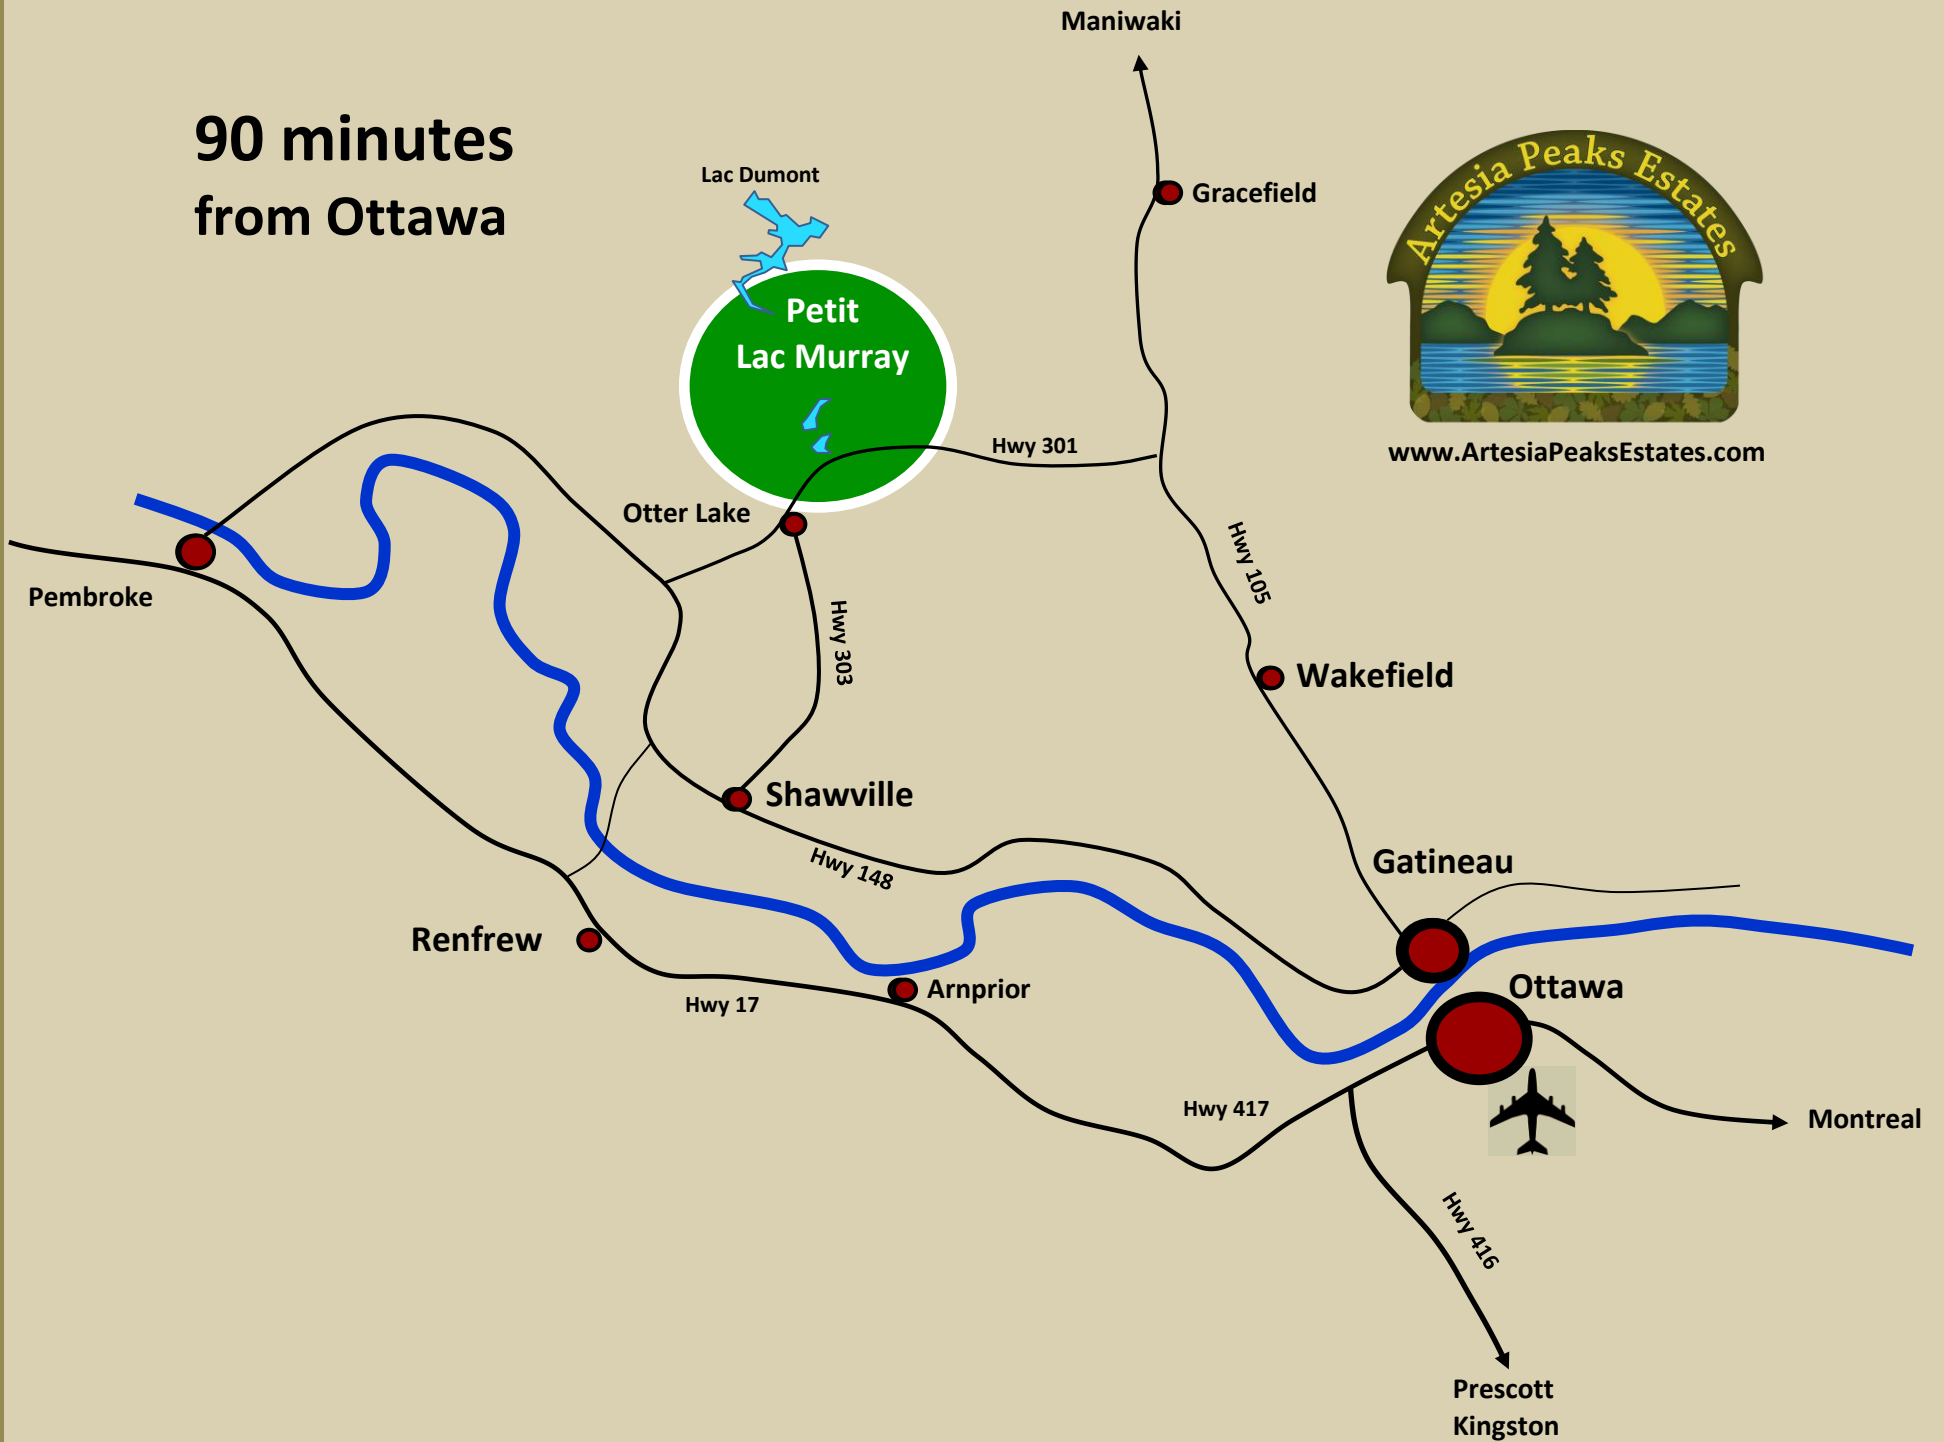 Maniwaki
90 minutes
from Ottawa
Artesia Peaks Estates
Lac Dumont
Gracefield
Petit
Lac Murray
Hwy 301
www.ArtesiaPeaksEstates.com
Otter Lake
Hwy 105
Pembroke
Hwy 303
Wakefield
Shawville
Hwy 148
Gatineau
Renfrew
Ottawa
Arnprior
Hwy 17
Hwy 417
Montreal
Hwy 416
Prescott
Kingston